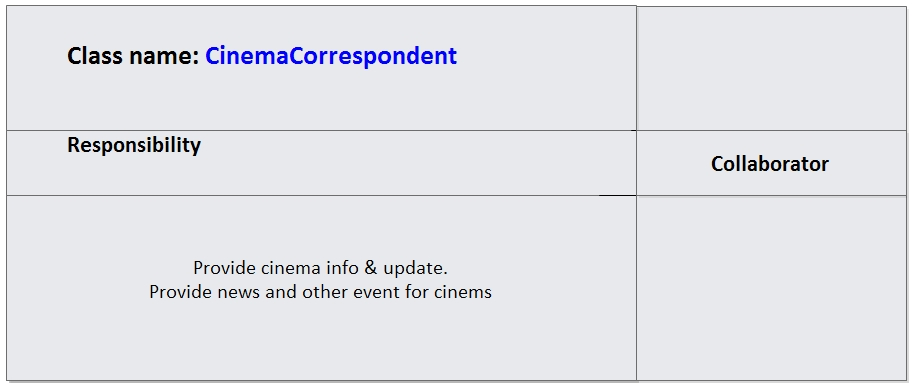 Class name: CinemaCorrespondent
Responsibility
Collaborator
Provide cinema info & update.
Provide news and other event for cinems